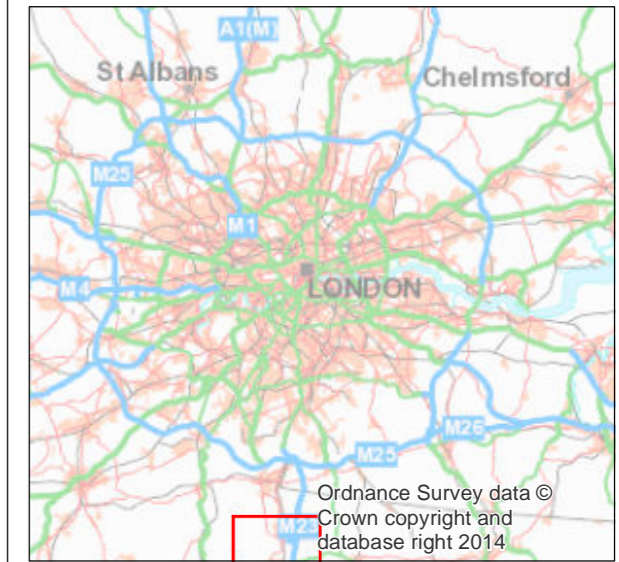 A1(M)
St Albans
Chelmsford
M25
M1
M4
LONDON
M26
M25
Ordnance Survey data ©
M23
Crown copyright and
database right 2014